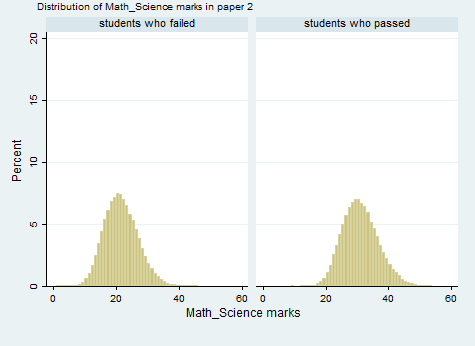 Distribution of Math_Science marks in paper 2
students who failed
students who passed
Percent
20
15
10
5
0
0 20 40 60
0 20 40 60
Math_Science marks